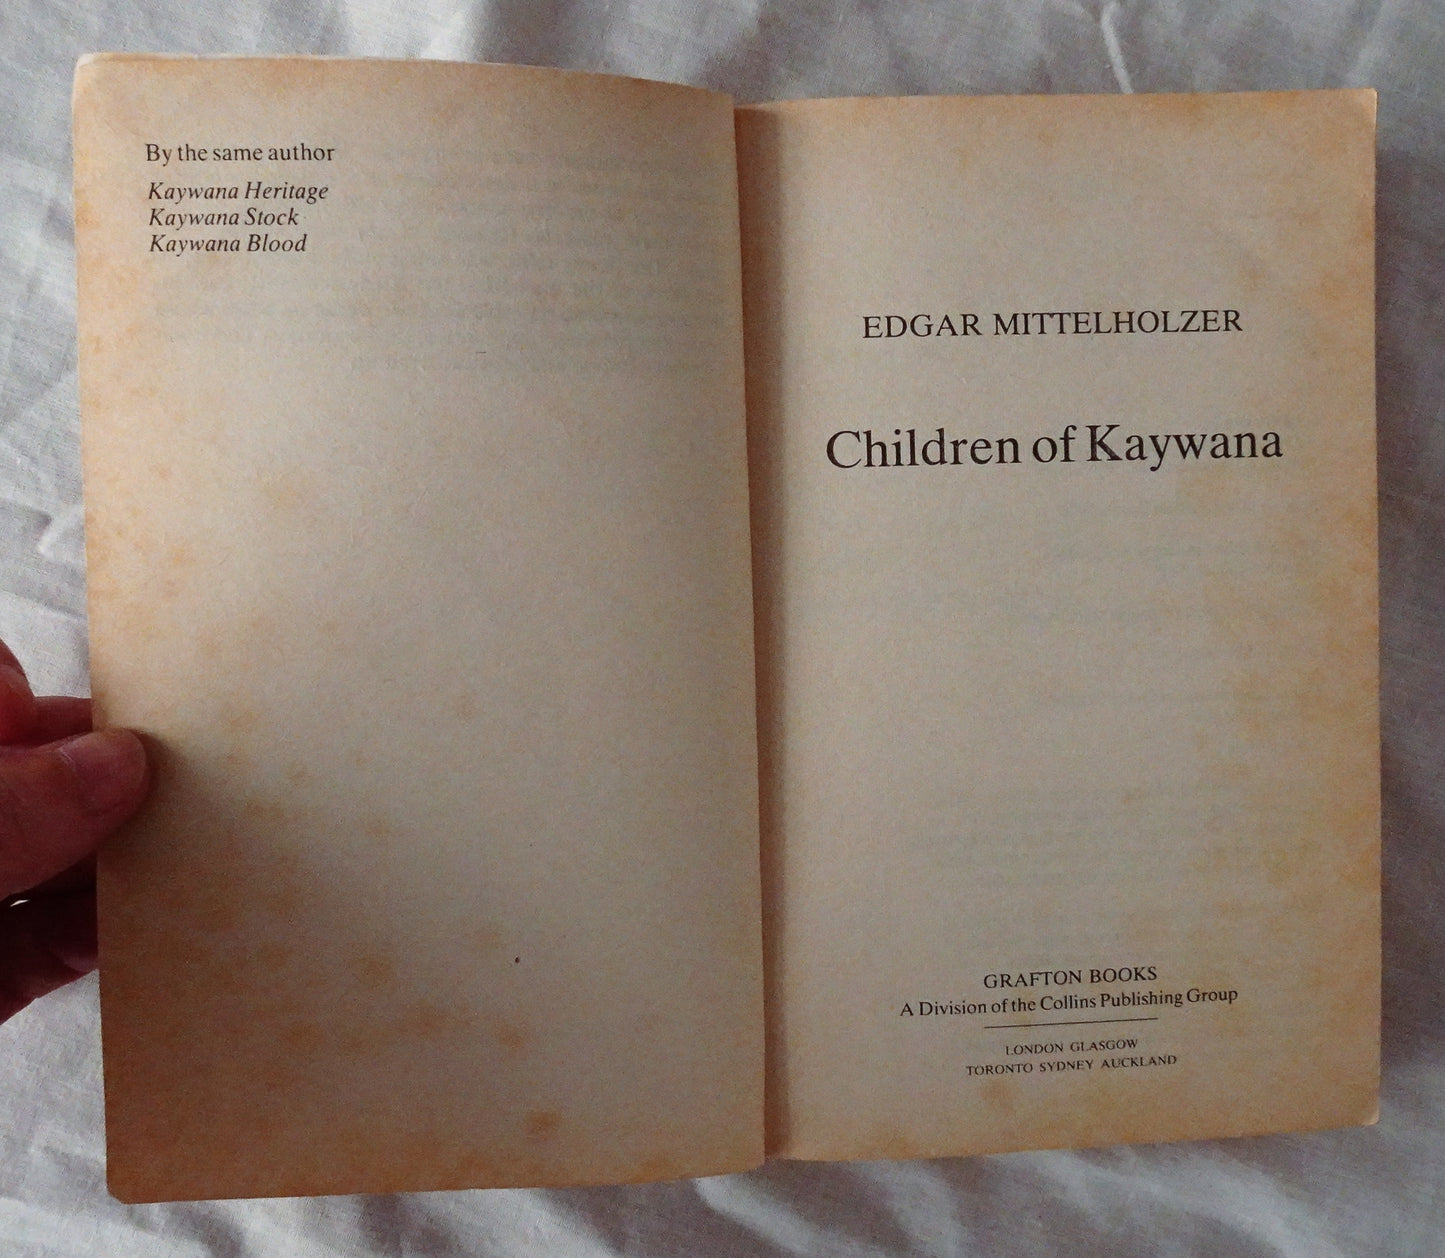 By the same author
Kaywana Heritage
Kaywana Stock
Kaywana Blood
EDGAR MITTELHOLZER
Children of Kaywana
GRAFTON BOOKS
A Division of the Collins Publishing Group
LONDON GLASGOW
TORONTO SYDNEY AUCKLAND